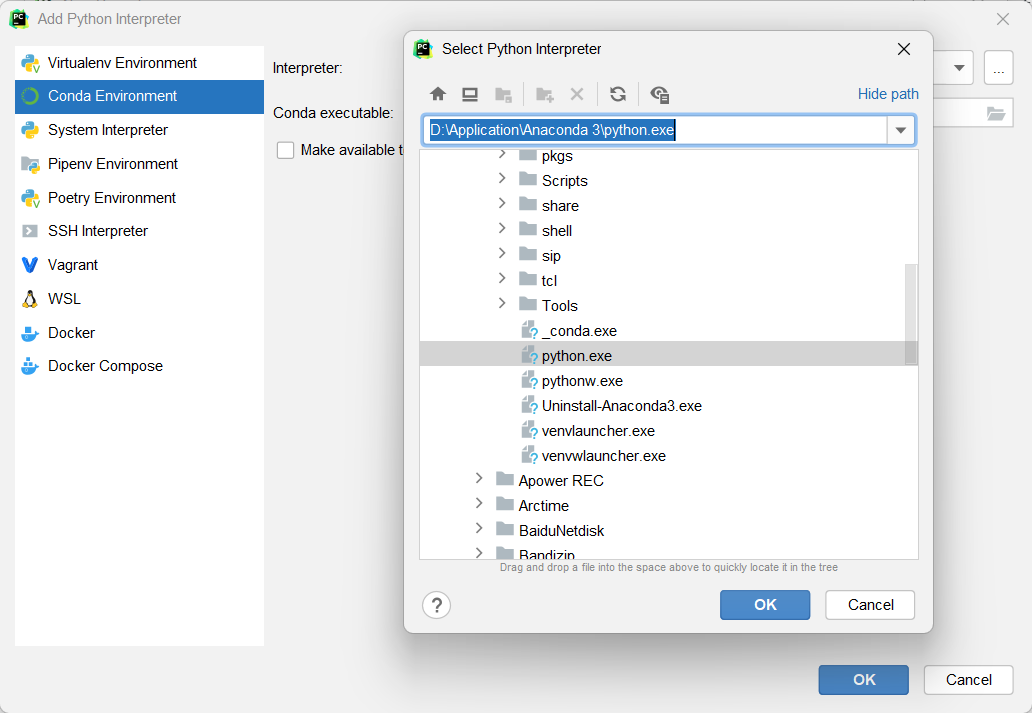 Add Python Interpreter
Virtualenv Environment
Conda Environment
System Interpreter
Pipenv Environment
Poetry Environment
SSH Interpreter
Vagrant
WSL
Docker
Docker Compose
Interpreter:
...
Conda executable:
Make available t
Select Python Interpreter
Hide path
D:\Application\Anaconda 3\python.exe
pkgs
Scripts
share
shell
sip
tcl
Tools
_conda.exe
python.exe
pythonw.exe
Uninstall-Anaconda3.exe
venvlauncher.exe
venvwlauncher.exe
Apower REC
Arctime
BaiduNetdisk
Bandizip
Drag and drop a file into the space above to quickly locate it in the tree
?
OK
Cancel
OK
Cancel